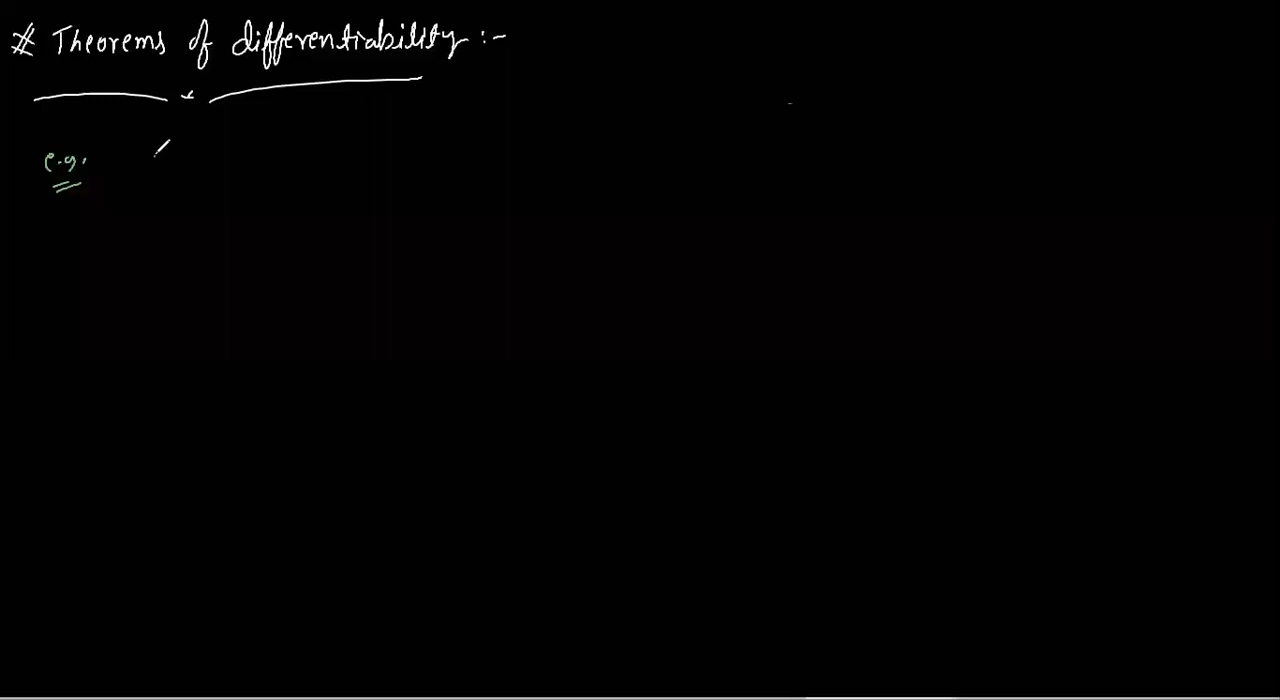 # Theorems of differentiability :-
e.g.